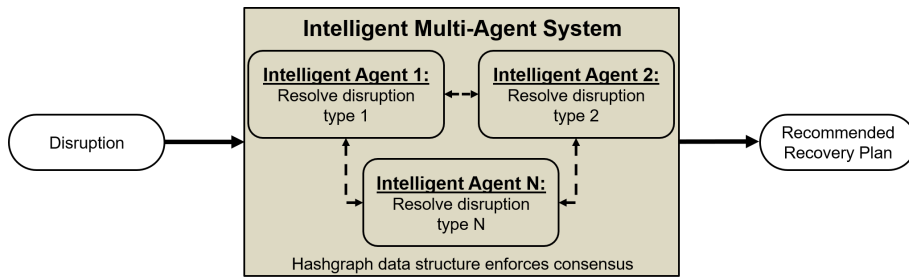 Intelligent Multi-Agent System
Intelligent Agent 1:
Resolve disruption
type 1
Intelligent Agent 2:
Resolve disruption
type 2
Disruption
Recommended
Recovery Plan
Intelligent Agent N:
Resolve disruption
type N
Hashgraph data structure enforces consensus